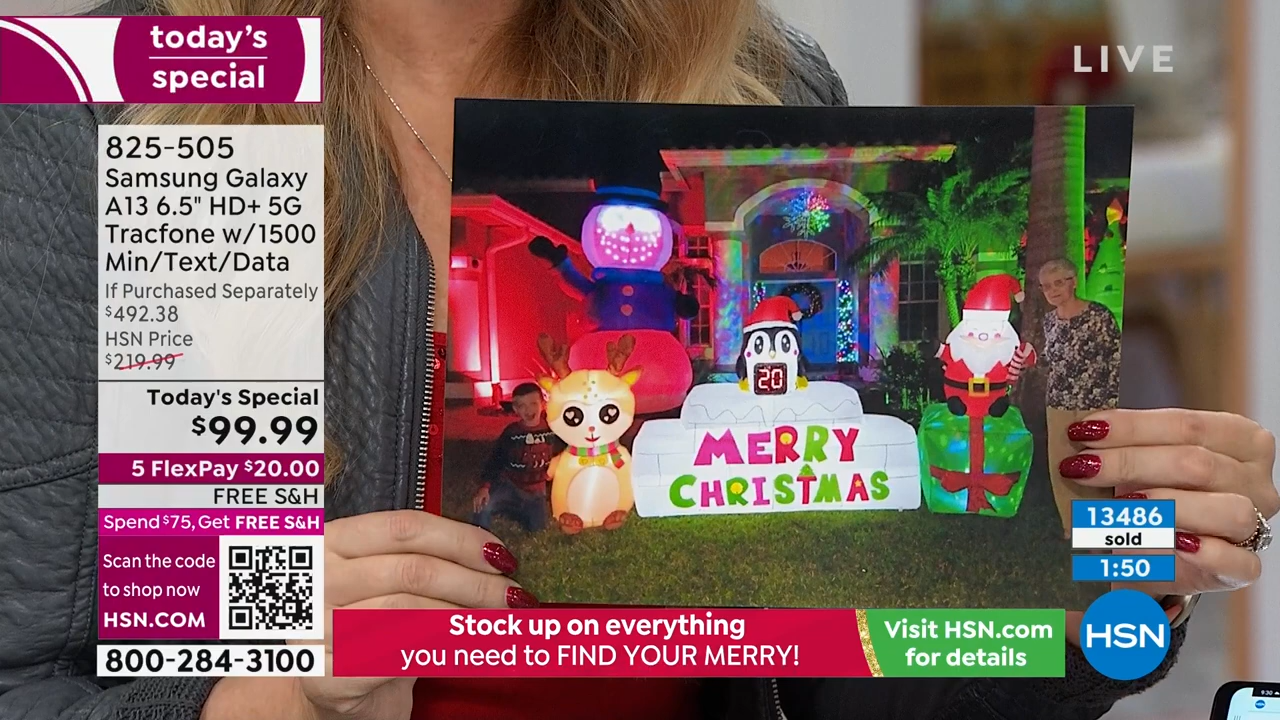 today's
special
LIVE
825-505
Samsung Galaxy
A13 6.5" HD+ 5G
Tracfone w/1500
Min/Text/Data
If Purchased Separately
$492.38
HSN Price
$219.99
Today's Special
$99.99
5 FlexPay $20.00
FREE S&H
Spend $75, Get FREE S&H
Scan the code
to shop now
HSN.COM
800-284-3100
20
MERRY
CHRISTMAS
13486
sold
1:50
HSN
Stock up on everything
you need to FIND YOUR MERRY!
Visit HSN.com
for details
9:30